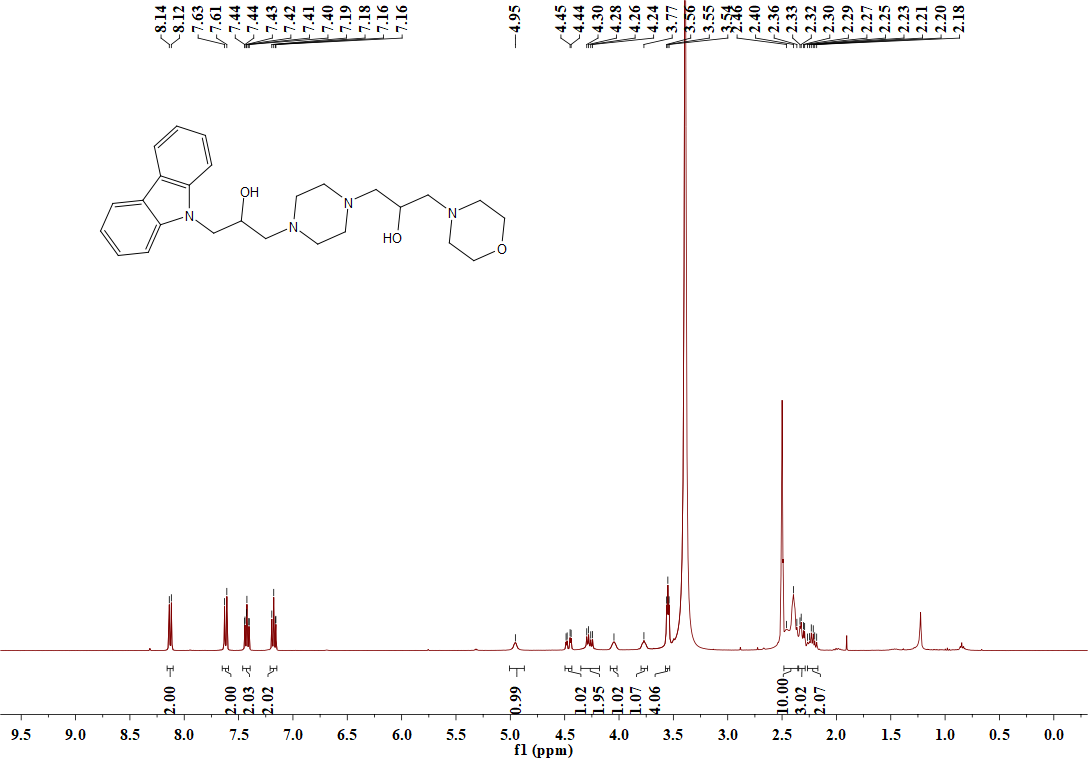 8.14 8.12 7.63 7.61 7.44 7.44 7.43 7.42 7.41 7.40 7.19 7.18 7.16 7.16 4.95 4.45 4.44 4.30 4.28 4.26 4.24 3.77 3.56 3.55 3.54 2.46 2.40 2.36 2.33 2.32 2.30 2.29 2.27 2.25 2.23 2.21 2.20 2.18
OH
N
N
N
N
HO
O
2.00 2.00 2.03 2.02 0.99 1.02 1.95 1.02 1.07 4.06 10.00 3.02 2.07
9.5 9.0 8.5 8.0 7.5 7.0 6.5 6.0 5.5 5.0 4.5 4.0 3.5 3.0 2.5 2.0 1.5 1.0 0.5 0.0
f1 (ppm)